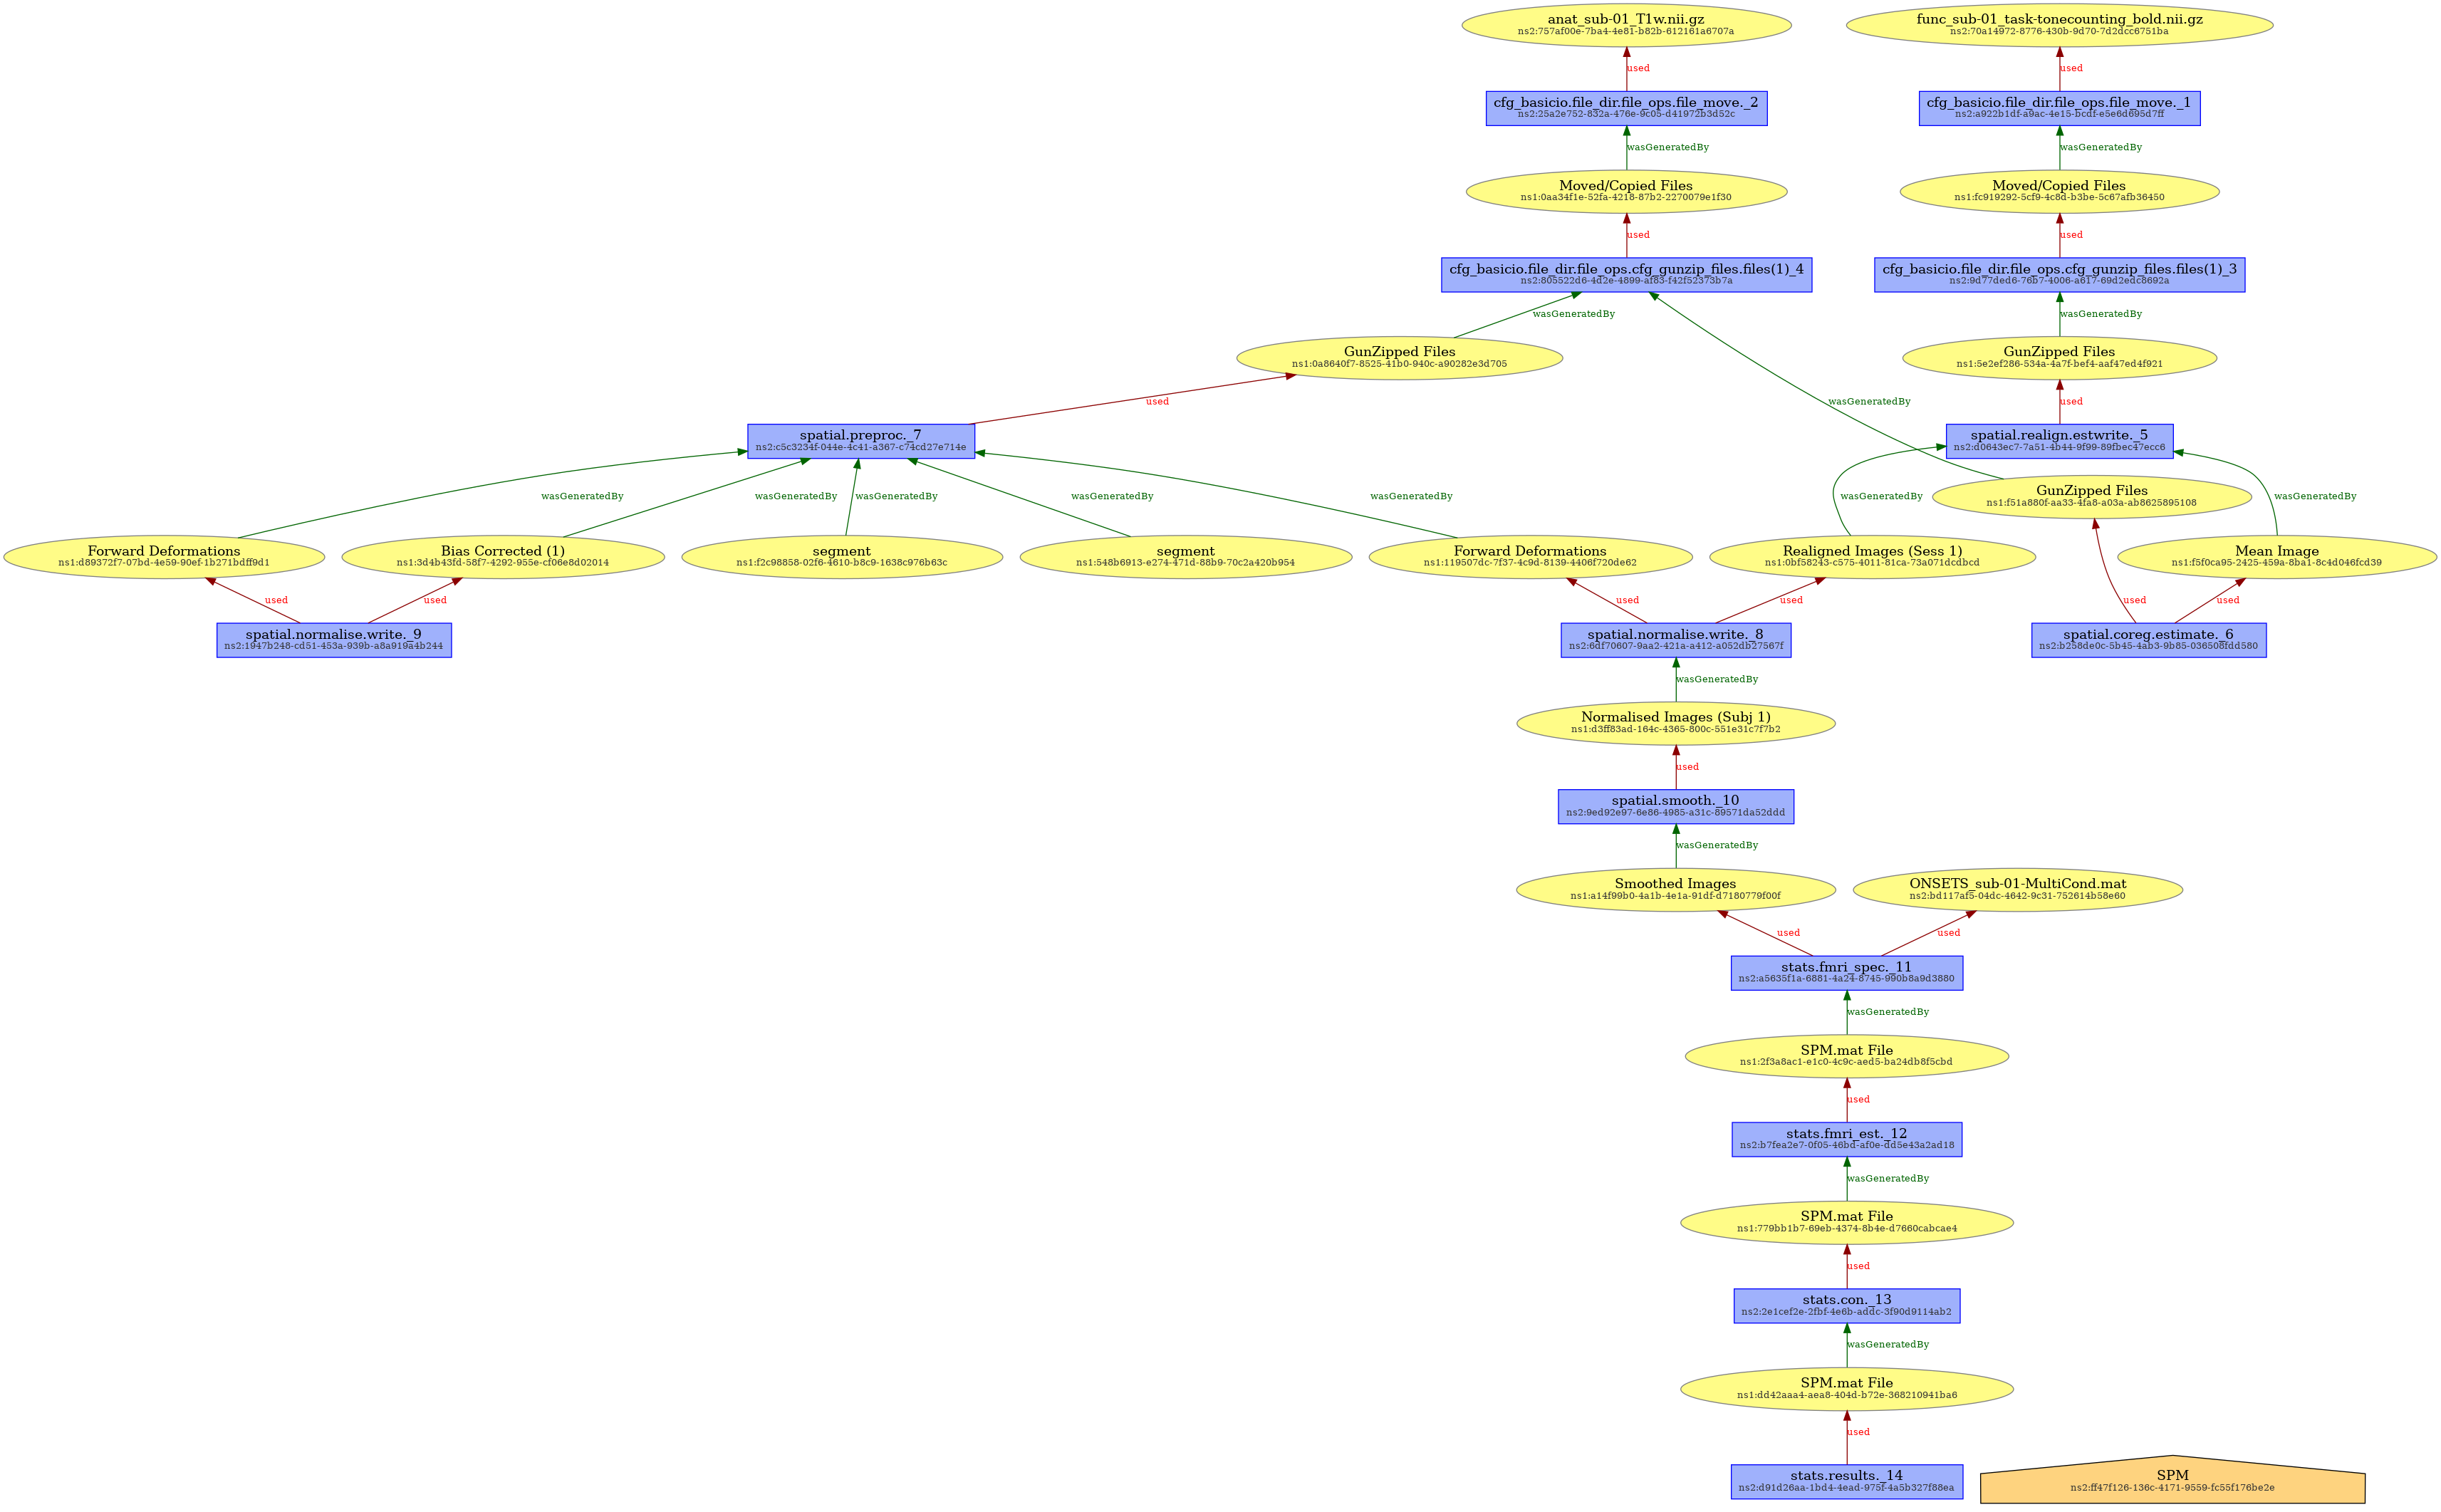 anat_sub-01_T1w.nii.gz
ns2:757af00e-7ba4-4e81-b82b-612161a6707a
func_sub-01_task-tonecounting_bold.nii.gz
ns2:70a14972-8776-430b-9d70-7d2dcc6751ba
used
used
cfg_basicio.file_dir.file_ops.file_move._2
ns2:25a2e752-832a-476e-9c05-d41972b3d52c
cfg_basicio.file_dir.file_ops.file_move._1
ns2:a922b1df-a9ac-4e15-bcdf-e5e6d695d7ff
wasGeneratedBy
wasGeneratedBy
Moved/Copied Files
ns1:0aa34f1e-52fa-4218-87b2-2270079e1f30
Moved/Copied Files
ns1:fc919292-5cf9-4c8d-b3be-5c67afb36450
used
used
cfg_basicio.file_dir.file_ops.cfg_gunzip_files.files(1)_4
ns2:805522d6-4d2e-4899-af83-f42f52373b7a
cfg_basicio.file_dir.file_ops.cfg_gunzip_files.files(1)_3
ns2:9d77ded6-76b7-4006-a617-69d2edc8692a
wasGeneratedBy
wasGeneratedBy
GunZipped Files
ns1:0a8640f7-8525-41b0-940c-a90282e3d705
GunZipped Files
ns1:5e2ef286-534a-4a7f-bef4-aaf47ed4f921
used
wasGeneratedBy
used
spatial.preproc._7
ns2:c5c3234f-044e-4c41-a367-c74cd27e714e
spatial.realign.estwrite._5
ns2:d0643ec7-7a51-4b44-9f99-89fbec47ecc6
wasGeneratedBy
wasGeneratedBy
wasGeneratedBy
wasGeneratedBy
wasGeneratedBy
wasGeneratedBy
GunZipped Files
ns1:f51a880f-aa33-4fa8-a03a-ab8625895108
wasGeneratedBy
Forward Deformations
ns1:d89372f7-07bd-4e59-90ef-1b271bdff9d1
Bias Corrected (1)
ns1:3d4b43fd-58f7-4292-955e-cf06e8d02014
segment
ns1:f2c98858-02f6-4610-b8c9-1638c976b63c
segment
ns1:548b6913-e274-471d-88b9-70c2a420b954
Forward Deformations
ns1:119507dc-7f37-4c9d-8139-4406f720de62
Realigned Images (Sess 1)
ns1:0bf58243-c575-4011-81ca-73a071dcdbcd
Mean Image
ns1:f5f0ca95-2425-459a-8ba1-8c4d046fcd39
used
used
used
used
used
used
spatial.normalise.write._9
ns2:1947b248-cd51-453a-939b-a8a919a4b244
spatial.normalise.write._8
ns2:6df70607-9aa2-421a-a412-a052db27567f
spatial.coreg.estimate._6
ns2:b258de0c-5b45-4ab3-9b85-036508fdd580
wasGeneratedBy
Normalised Images (Subj 1)
ns1:d3ff83ad-164c-4365-800c-551e31c7f7b2
used
spatial.smooth._10
ns2:9ed92e97-6e86-4985-a31c-89571da52ddd
wasGeneratedBy
Smoothed Images
ns1:a14f99b0-4a1b-4e1a-91df-d7180779f00f
ONSETS_sub-01-MultiCond.mat
ns2:bd117af5-04dc-4642-9c31-752614b58e60
used
used
stats.fmri_spec._11
ns2:a5635f1a-6881-4a24-8745-990b8a9d3880
wasGeneratedBy
SPM.mat File
ns1:2f3a8ac1-e1c0-4c9c-aed5-ba24db8f5cbd
used
stats.fmri_est._12
ns2:b7fea2e7-0f05-46bd-af0e-dd5e43a2ad18
wasGeneratedBy
SPM.mat File
ns1:779bb1b7-69eb-4374-8b4e-d7660cabcae4
used
stats.con._13
ns2:2e1cef2e-2fbf-4e6b-addc-3f90d9114ab2
wasGeneratedBy
SPM.mat File
ns1:dd42aaa4-aea8-404d-b72e-368210941ba6
used
stats.results._14
ns2:d91d26aa-1bd4-4ead-975f-4a5b327f88ea
SPM
ns2:ff47f126-136c-4171-9559-fc55f176be2e